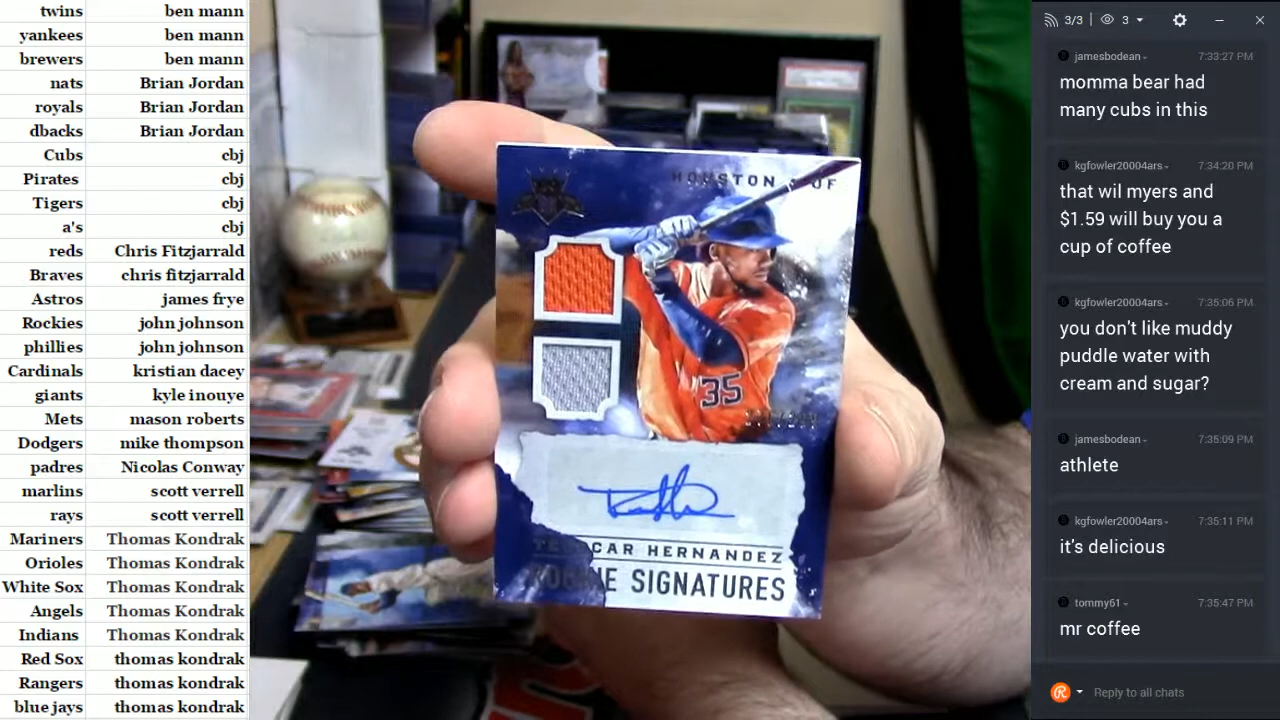 twins ben mann
yankees ben mann
brewers ben mann
nats Brian Jordan
royals Brian Jordan
dbacks Brian Jordan
Cubs cbj
Pirates cbj
Tigers cbj
a's cbj
reds Chris Fitzjarrald
Braves chris fitzjarrald
Astros james frye
Rockies john johnson
phillies john johnson
Cardinals kristian dacey
giants kyle inouye
Mets mason roberts
Dodgers mike thompson
padres Nicolas Conway
marlins scott verrell
rays scott verrell
Mariners Thomas Kondrak
Orioles Thomas Kondrak
White Sox Thomas Kondrak
Angels Thomas Kondrak
Indians Thomas Kondrak
Red Sox thomas kondrak
Rangers thomas kondrak
blue jays thomas kondrak
HOUSTON OF
35
HERNANDEZ
SIGNATURES
3/3 3
jamesbodean 7:33:27 PM
momma bear had
many cubs in this
kgfowler20004ars 7:34:20 PM
that wil myers and
$1.59 will buy you a
cup of coffee
kgfowler20004ars 7:35:06 PM
you don't like muddy
puddle water with
cream and sugar?
jamesbodean 7:35:09 PM
athlete
kgfowler20004ars 7:35:11 PM
it's delicious
tommy61 7:35:47 PM
mr coffee
Reply to all chats